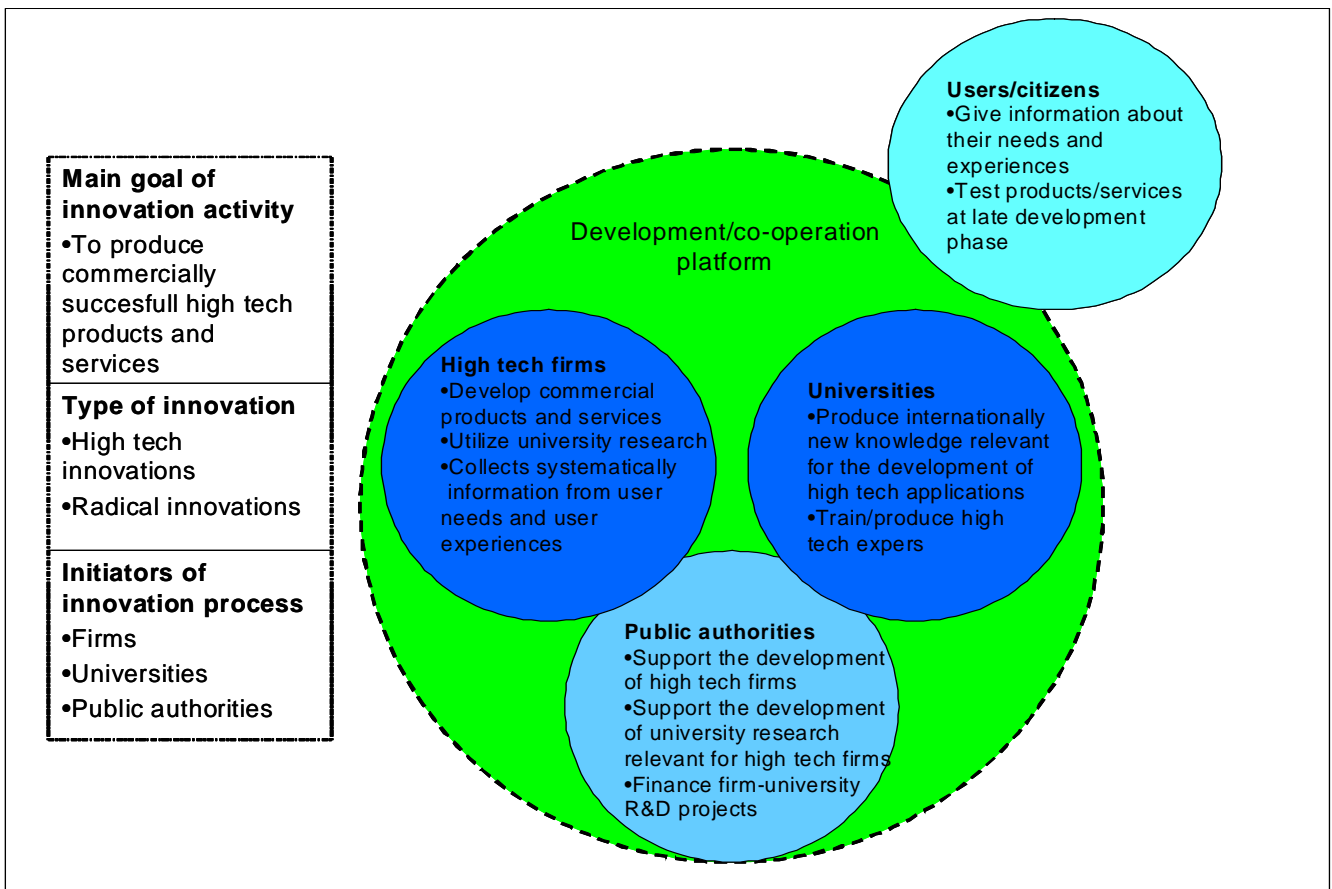 Main goal of
innovation activity
•To produce
commercially
succesfull high tech
products and
services
Type of innovation
•High tech
innovations
•Radical innovations
Initiators of
innovation process
•Firms
•Universities
•Public authorities
Development/co-operation
platform
Users/citizens
•Give information about
their needs and
experiences
•Test products/services
at late development
phase
High tech firms
•Develop commercial
products and services
•Utilize university research
•Collects systematically
information from user
needs and user
experiences
Universities
•Produce internationally
new knowledge relevant
for the development of
high tech applications
•Train/produce high
tech expers
Public authorities
•Support the development
of high tech firms
•Support the development
of university research
relevant for high tech firms
•Finance firm-university
R&D projects